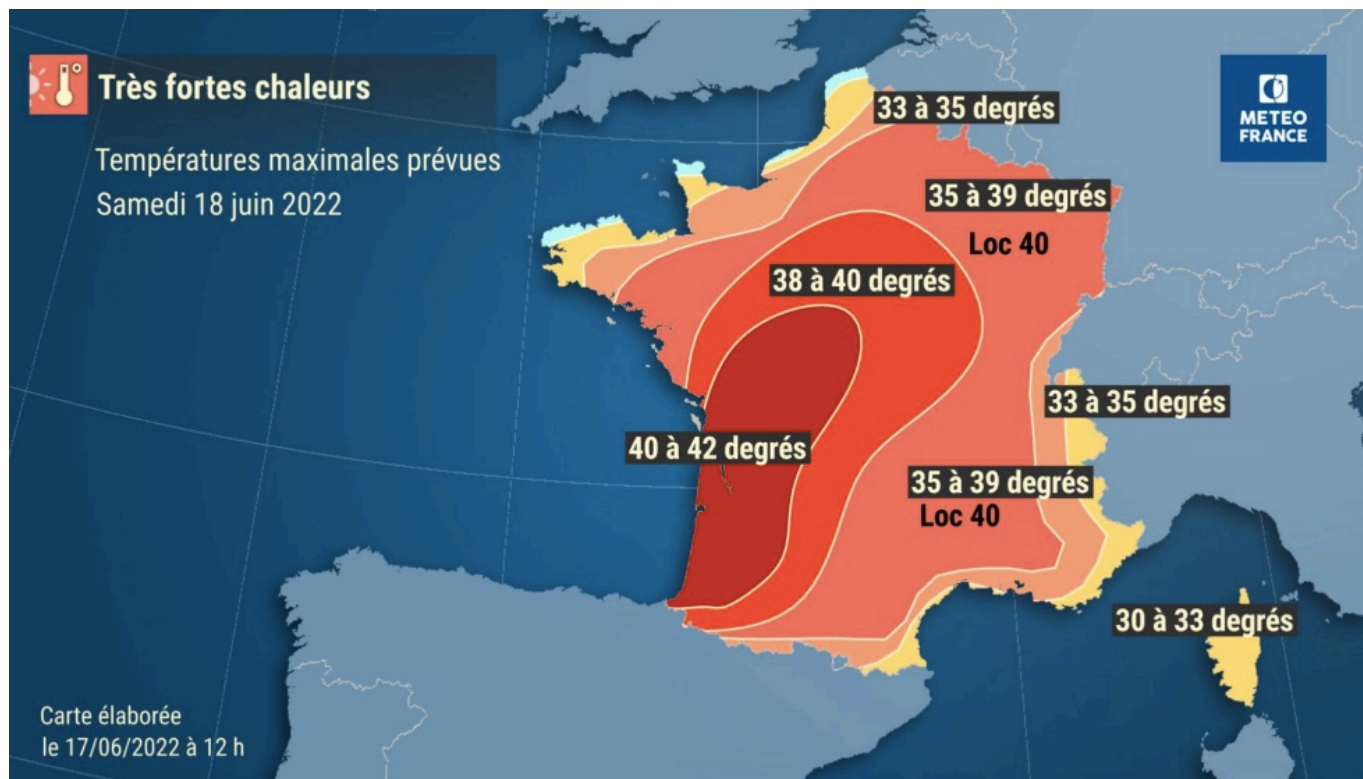 Très fortes chaleurs
Températures maximales prévues
Samedi 18 juin 2022
METEO
FRANCE
33 à 35 degrés
35 à 39 degrés
Loc 40
38 à 40 degrés
33 à 35 degrés
40 à 42 degrés
35 à 39 degrés
Loc 40
30 à 33 degrés
Carte élaborée
le 17/06/2022 à 12 h